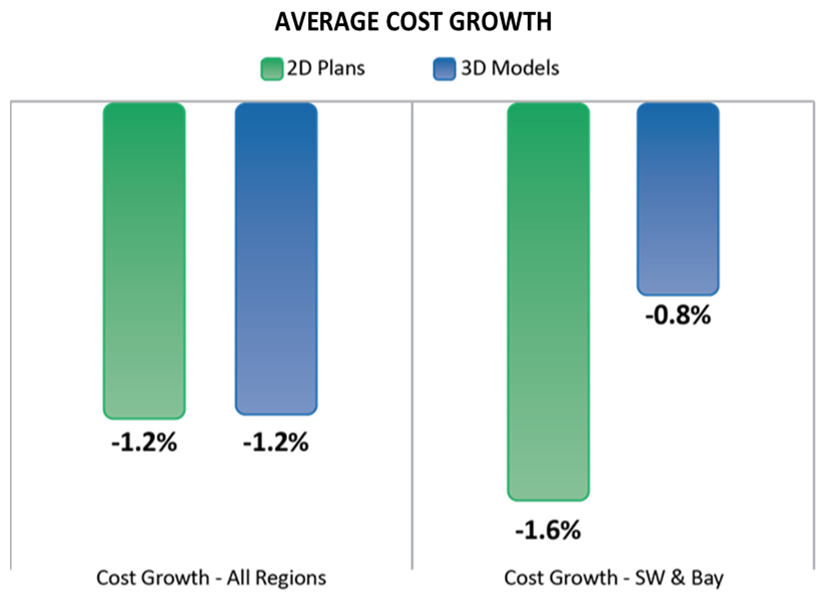 AVERAGE COST GROWTH
2D Plans 3D Models
-1.2% -1.2%
-0.8%
-1.6%
Cost Growth - All Regions Cost Growth - SW & Bay